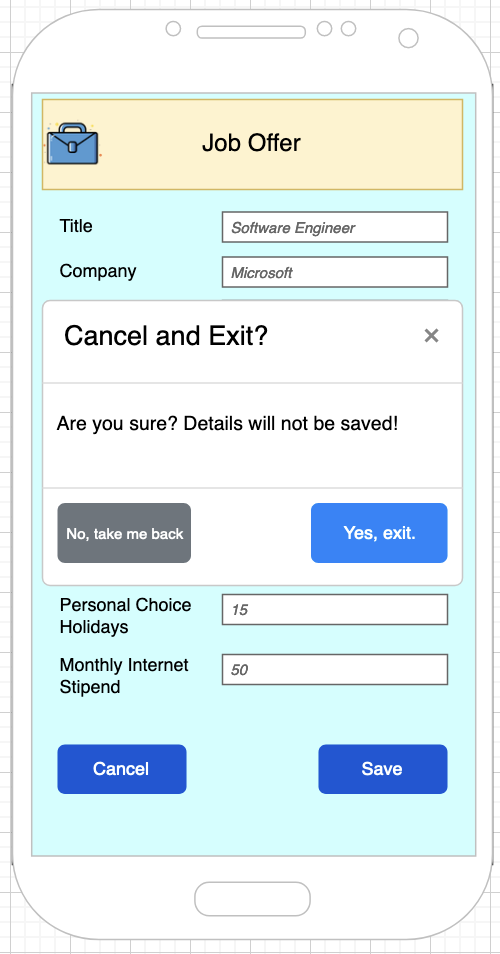 Job Offer
Title
Software Engineer
Company
Microsoft
Cancel and Exit?
×
Are you sure? Details will not be saved!
No, take me back
Yes, exit.
Personal Choice
Holidays
15
Monthly Internet
Stipend
50
Cancel
Save